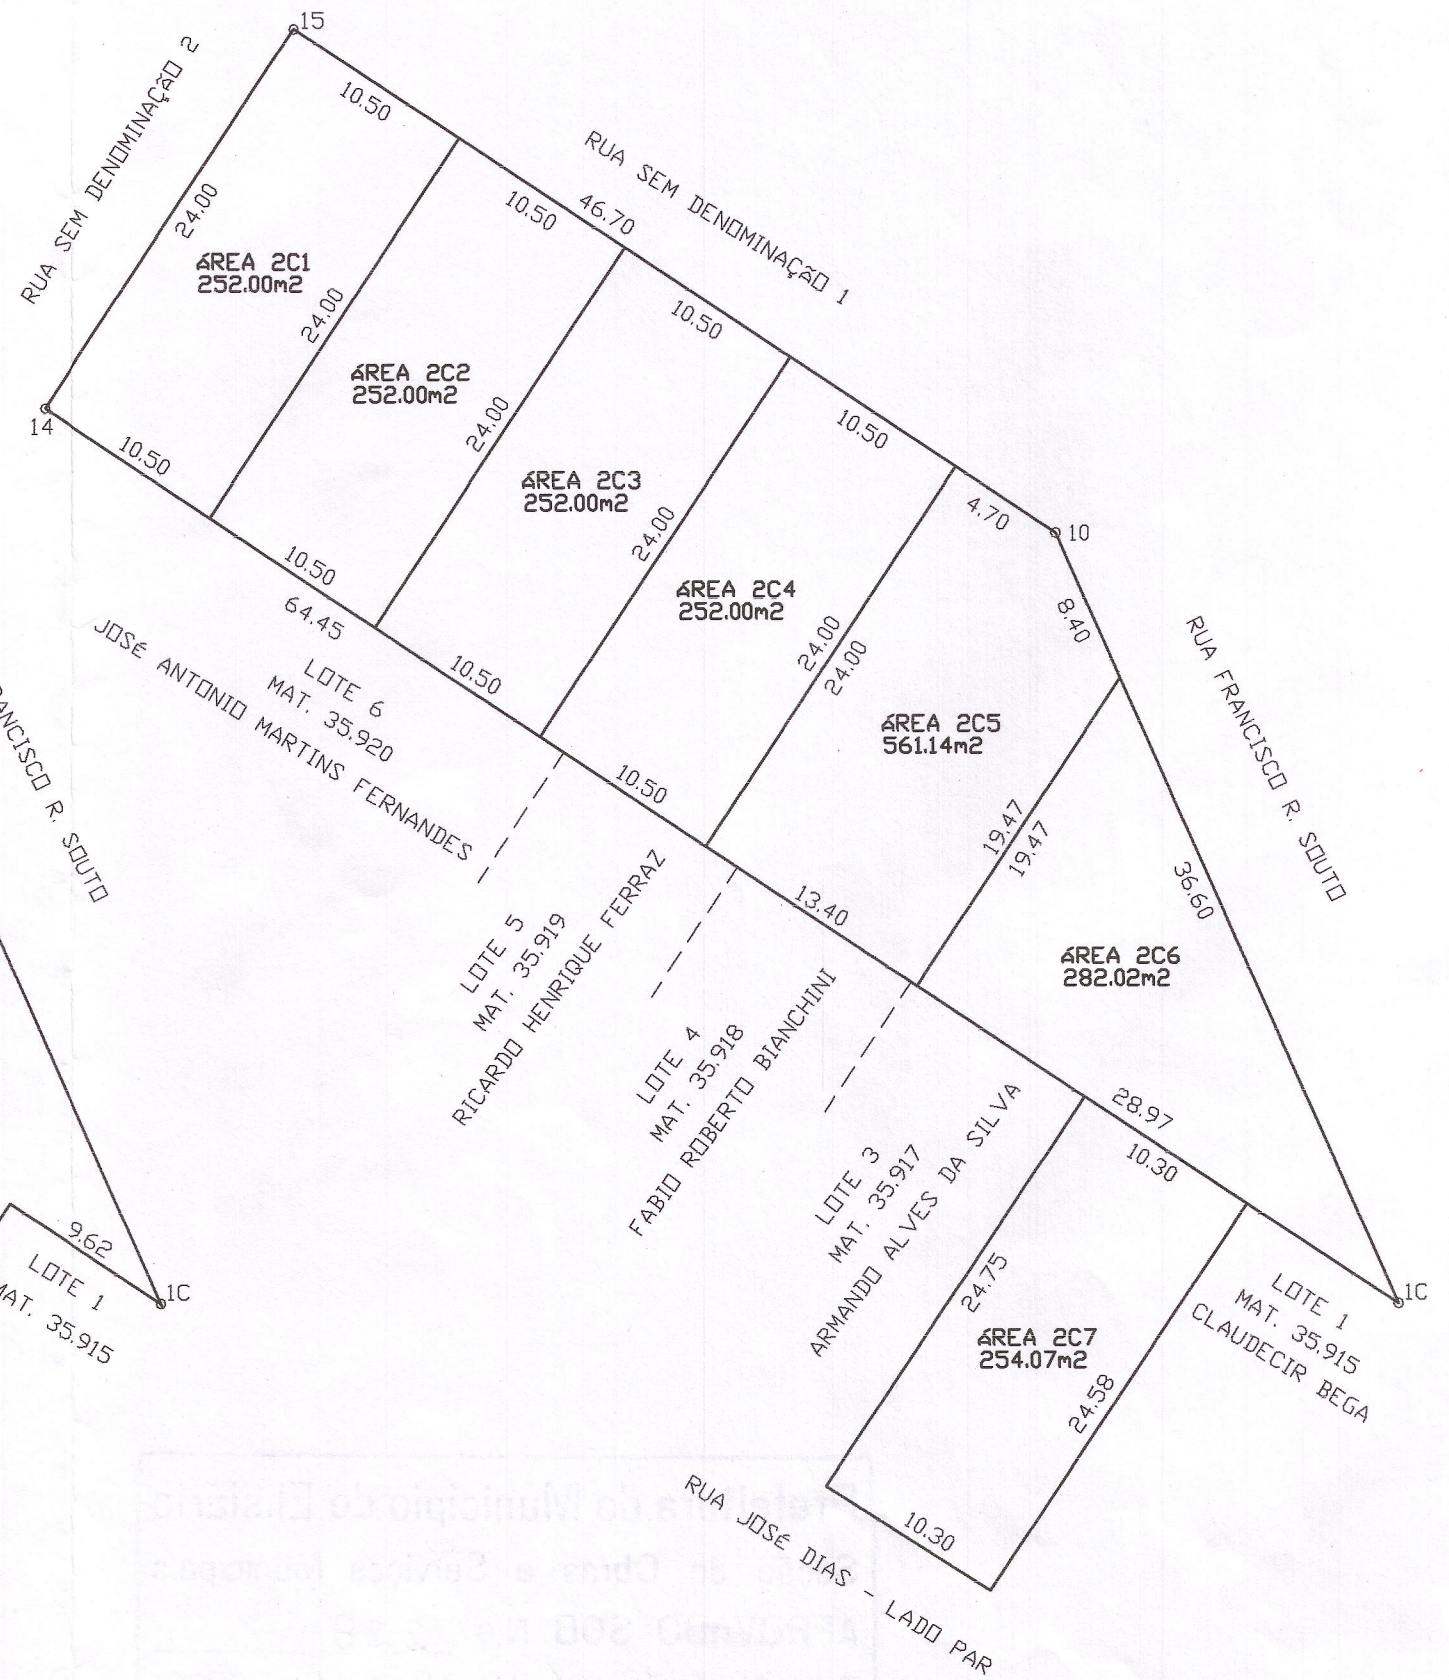 15
RUA SEM DENOMINAÇÃO 2
10.50
RUA SEM DENOMINAÇÃO 1
24.00
10.50
46.70
ÁREA 2C1
252.00m2
24.00
10.50
ÁREA 2C2
252.00m2
14
10.50
24.00
10.50
ÁREA 2C3
252.00m2
4.70
10
24.00
10.50
64.45
ÁREA 2C4
252.00m2
8.40
24.00
24.00
RUA FRANCISCO R. SOUTO
LOTE 6
MAT. 35.920
JOSÉ ANTONIO MARTINS FERNANDES
10.50
ÁREA 2C5
561.14m2
10.50
19.47
19.47
36.60
13.40
R. SOUTO
LOTE 5
MAT. 35.919
RICARDO HENRIQUE FERRAZ
ÁREA 2C6
282.02m2
LOTE 4
MAT. 35.918
FABIO ROBERTO BIANCHINI
28.97
10.30
LOTE 3
MAT. 35.917
ARMANDO ALVES DA SILVA
9.62
LOTE 1
MAT. 35.915
1C
24.75
ÁREA 2C7
254.07m2
24.58
LOTE 1
MAT. 35.915
CLAUDECIR BEGA
1C
10.30
RUA JOSÉ DIAS - LADO PAR